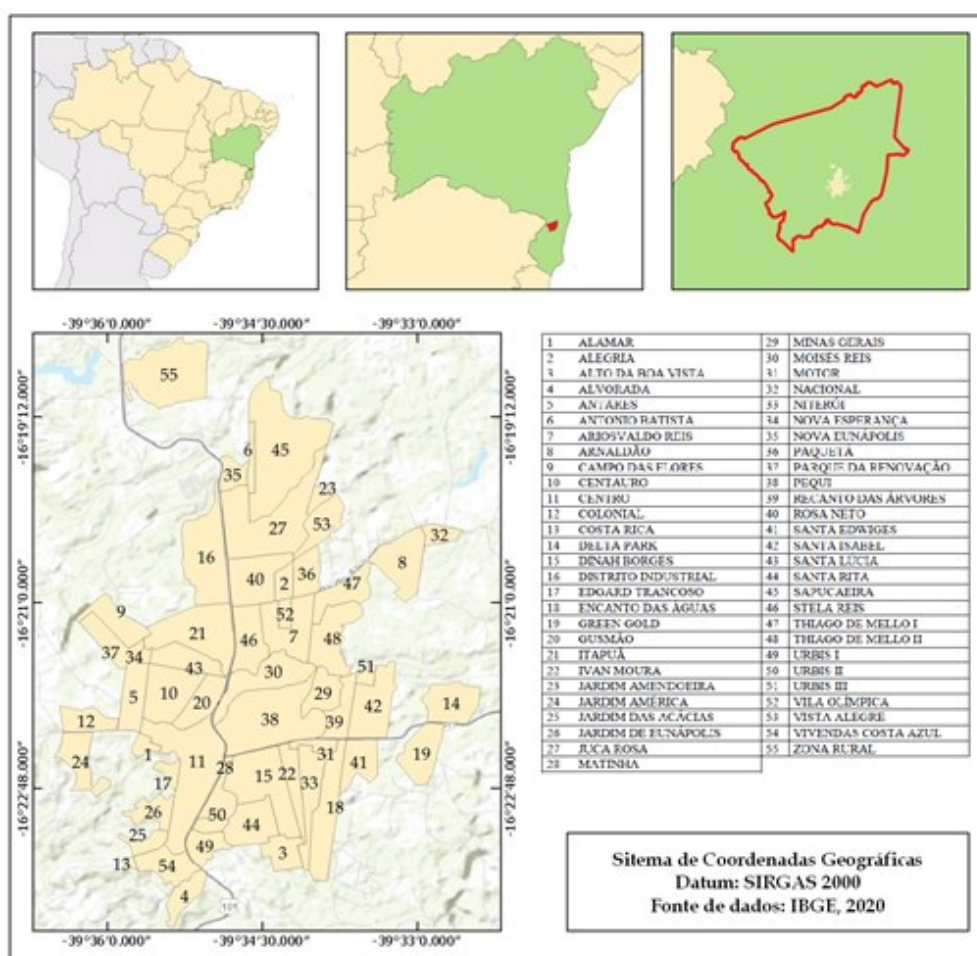 -39°36'0.000" -39°34'30.000" -39°33'0.000"
-16°19'12.000"
-16°21'0.000"
-16°22'48.000"
55
6 45
35
23
27 53
32
16 8
40 2 36 47
9 52
21 46 7 48
37 34 30 51
43
5 10 20 29 42 14
12 38 39
1 31 19
24 11 28 15 22 41
17 33
26 50 18
25 44
49 3
13 54
4
101
-39°36'0.000" -39°34'30.000" -39°33'0.000"
1 ALAMAR 29 MINAS GERAIS
2 ALEGRIA 30 MOISÉS REIS
3 ALTO DA BOA VISTA 31 MOTOR
4 ALVORADA 32 NACIONAL
5 ANTARES 33 NITERÓI
6 ANTONIO BATISTA 34 NOVA ESPERANÇA
7 ARIOSVALDO REIS 35 NOVA EUNÁPOLIS
8 ARNALDÃO 36 PAQUETÁ
9 CAMPO DAS FLORES 37 PARQUE DA RENOVAÇÃO
10 CENTAURO 38 PEQUI
11 CENTRO 39 RECANTO DAS ÁRVORES
12 COLONIAL 40 ROSA NETO
13 COSTA RICA 41 SANTA EDWIGES
14 DELTA PARK 42 SANTA ISABEL
15 DINAH BORGES 43 SANTA LÚCIA
16 DISTRITO INDUSTRIAL 44 SANTA RITA
17 EDGARD TRANCOSO 45 SAPUCAEIRA
18 ENCANTO DAS ÁGUAS 46 STELA REIS
19 GREEN GOLD 47 THIAGO DE MELLO I
20 GUSMÃO 48 THIAGO DE MELLO II
21 ITAPUÃ 49 URBIS I
22 IVAN MOURA 50 URBIS II
23 JARDIM AMENDOEIRA 51 URBIS III
24 JARDIM AMÉRICA 52 VILA OLÍMPICA
25 JARDIM DAS ACÁCIAS 53 VISTA ALEGRE
26 JARDIM DE EUNÁPOLIS 54 VIVENDAS COSTA AZUL
27 JUCA ROSA 55 ZONA RURAL
28 MATINHA
Sitema de Coordenadas Geográficas
Datum: SIRGAS 2000
Fonte de dados: IBGE, 2020